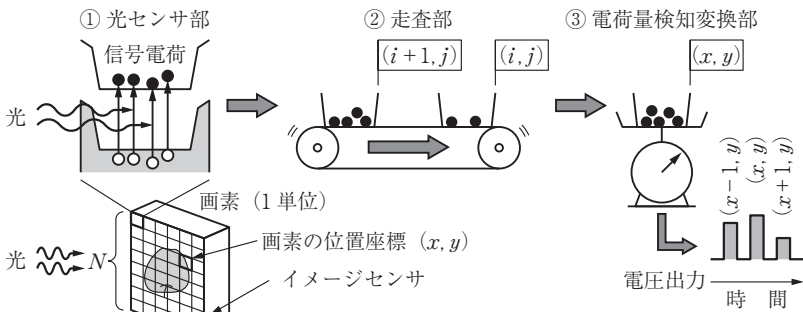 ① 光センサ部
② 走査部
③ 電荷量検知変換部
信号電荷
光
(i+1, j)
(i, j)
(x, y)
画素（1 単位）
画素の位置座標 (x, y)
イメージセンサ
光
N
(x−1, y)
(x, y)
(x+1, y)
電圧出力
時 間